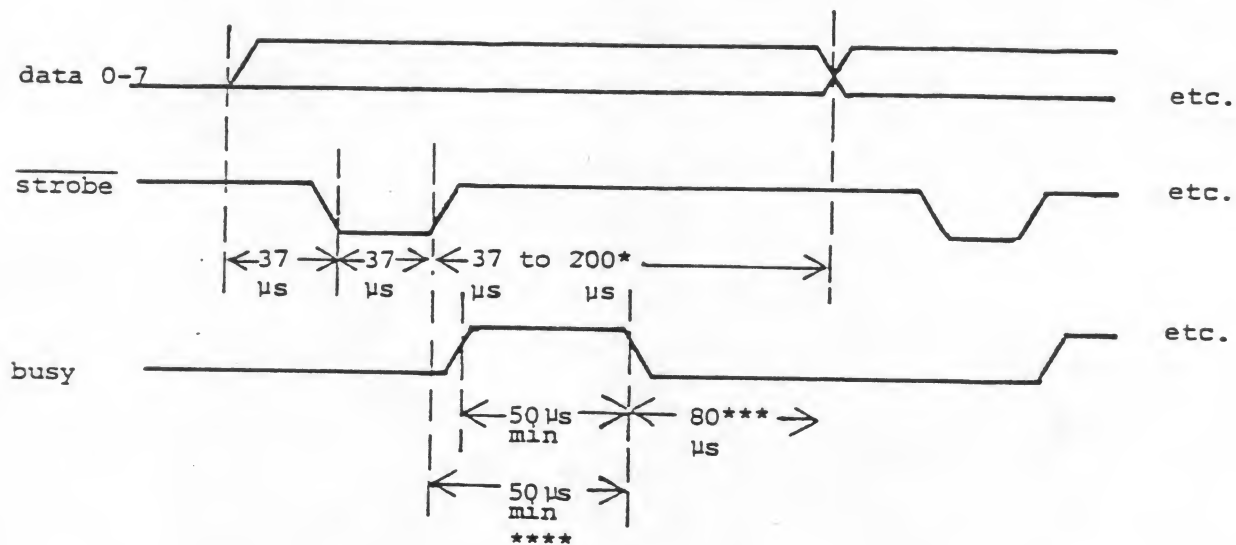 data 0-7
etc.
strobe
etc.
37 37 37 to 200*
µs µs µs µs
etc.
busy
50 µs 80***
min µs
50 µs
min
****